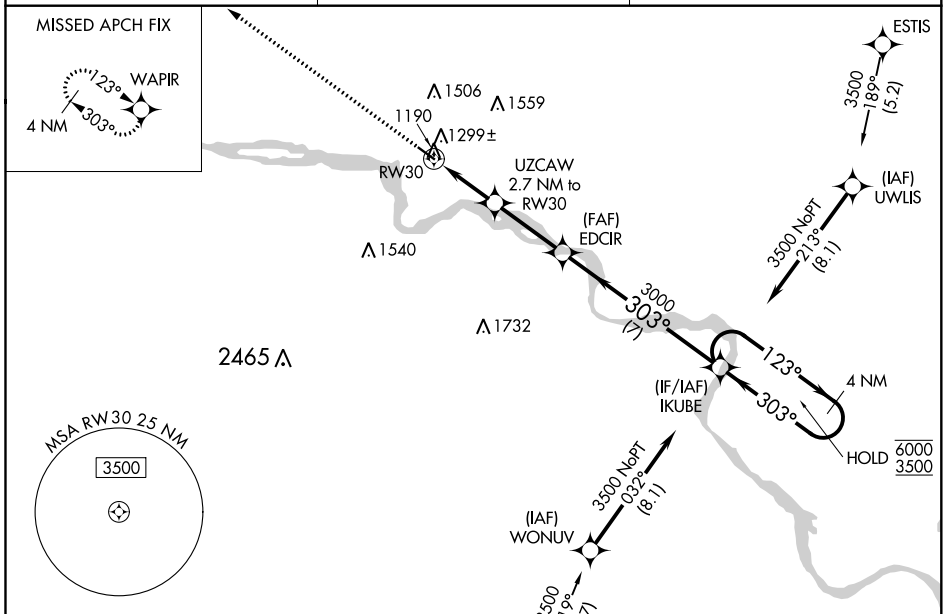 MISSED APCH FIX
123°
WAPIR
4 NM
303°
ESTIS
3500
189°
(5.2)
1506
1559
1190
1299±
RW30
UZCAW
2.7 NM to
RW30
(IAF)
UWLIS
3500 NoPT
213°
(8.1)
(FAF)
EDCIR
1540
3000
303°
(7)
1732
2465
123°
4 NM
(IF/IAF)
IKUBE
303°
HOLD
6000
3500
MSA RW30 25 NM
3500
3500 NoPT
032°
(8.1)
(IAF)
WONUV